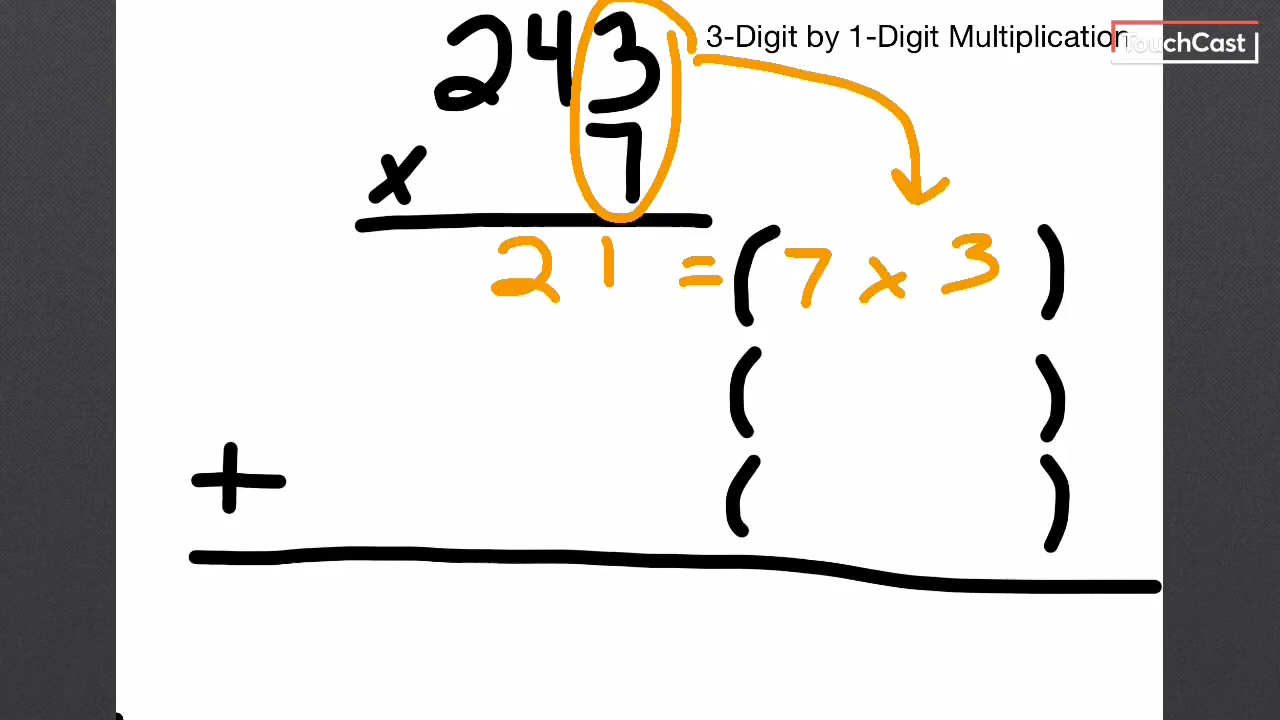 3-Digit by 1-Digit Multiplication
TouchCast
243
x 7
21 = (7 x 3)
( )
+ ( )